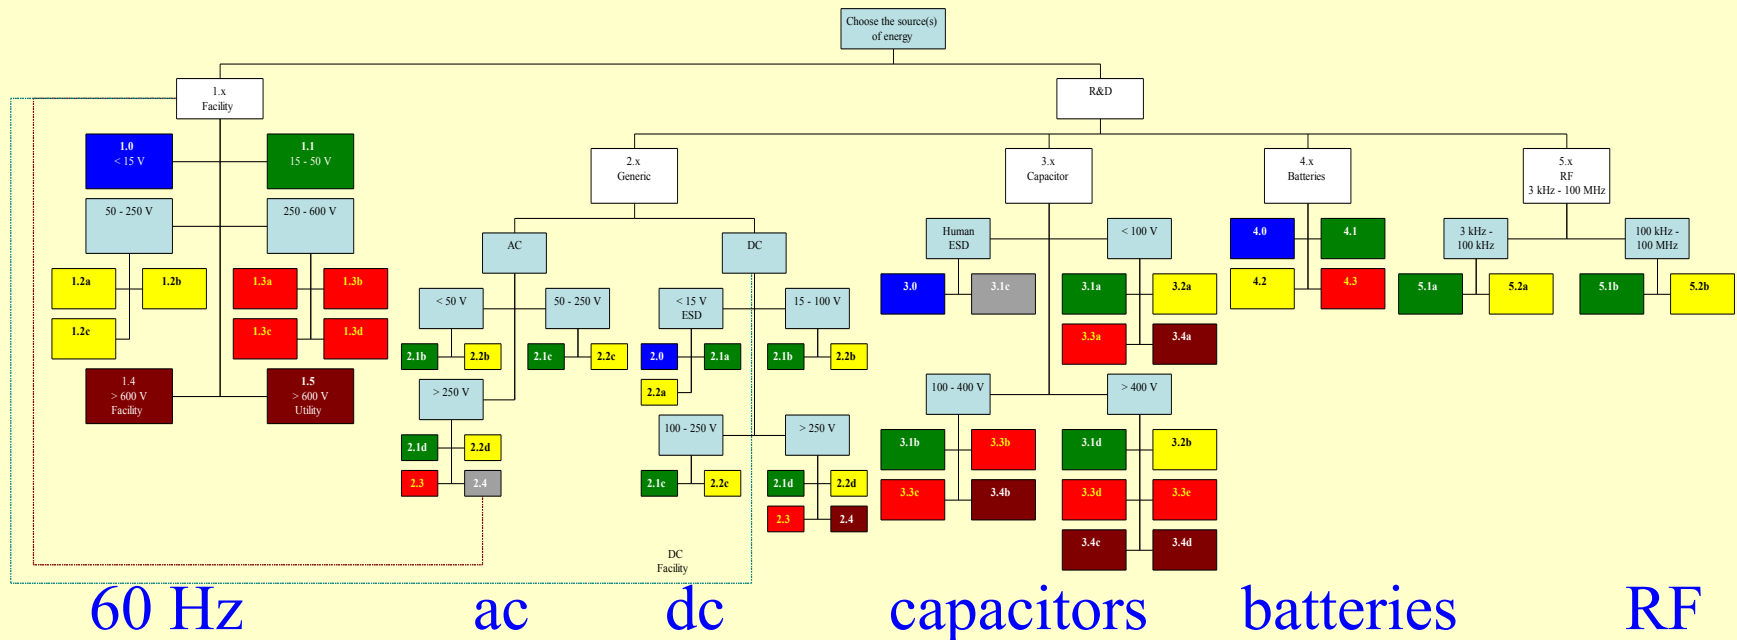 Choose the source(s)
of energy
1.x
Facility
R&D
1.0
< 15 V
1.1
15 - 50 V
50 - 250 V
250 - 600 V
1.2a
1.2b
1.2c
1.3a
1.3b
1.3c
1.3d
1.4
> 600 V
Facility
1.5
> 600 V
Utility
2.x
Generic
AC
< 50 V
50 - 250 V
2.1b
2.2b
2.1c
2.2c
> 250 V
2.1d
2.2d
2.3
2.4
DC
< 15 V
ESD
15 - 100 V
2.0
2.1a
2.2a
2.1b
2.2b
100 - 250 V
> 250 V
2.1c
2.2c
2.1d
2.2d
2.3
2.4
DC
Facility
3.x
Capacitor
Human
ESD
< 100 V
3.0
3.1c
3.1a
3.2a
3.3a
3.4a
100 - 400 V
> 400 V
3.1b
3.3b
3.3c
3.4b
3.1d
3.2b
3.3d
3.3e
3.4c
3.4d
4.x
Batteries
4.0
4.1
4.2
4.3
5.x
RF
3 kHz - 100 MHz
3 kHz -
100 kHz
100 kHz -
100 MHz
5.1a
5.2a
5.1b
5.2b
60 Hz
ac
dc
capacitors
batteries
RF